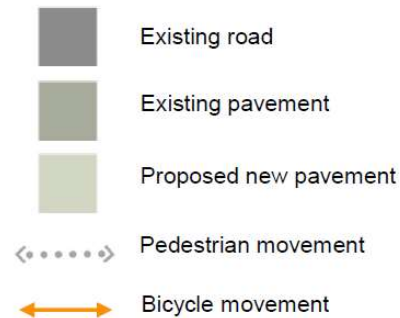 Existing road
Existing pavement
Proposed new pavement
Pedestrian movement
Bicycle movement